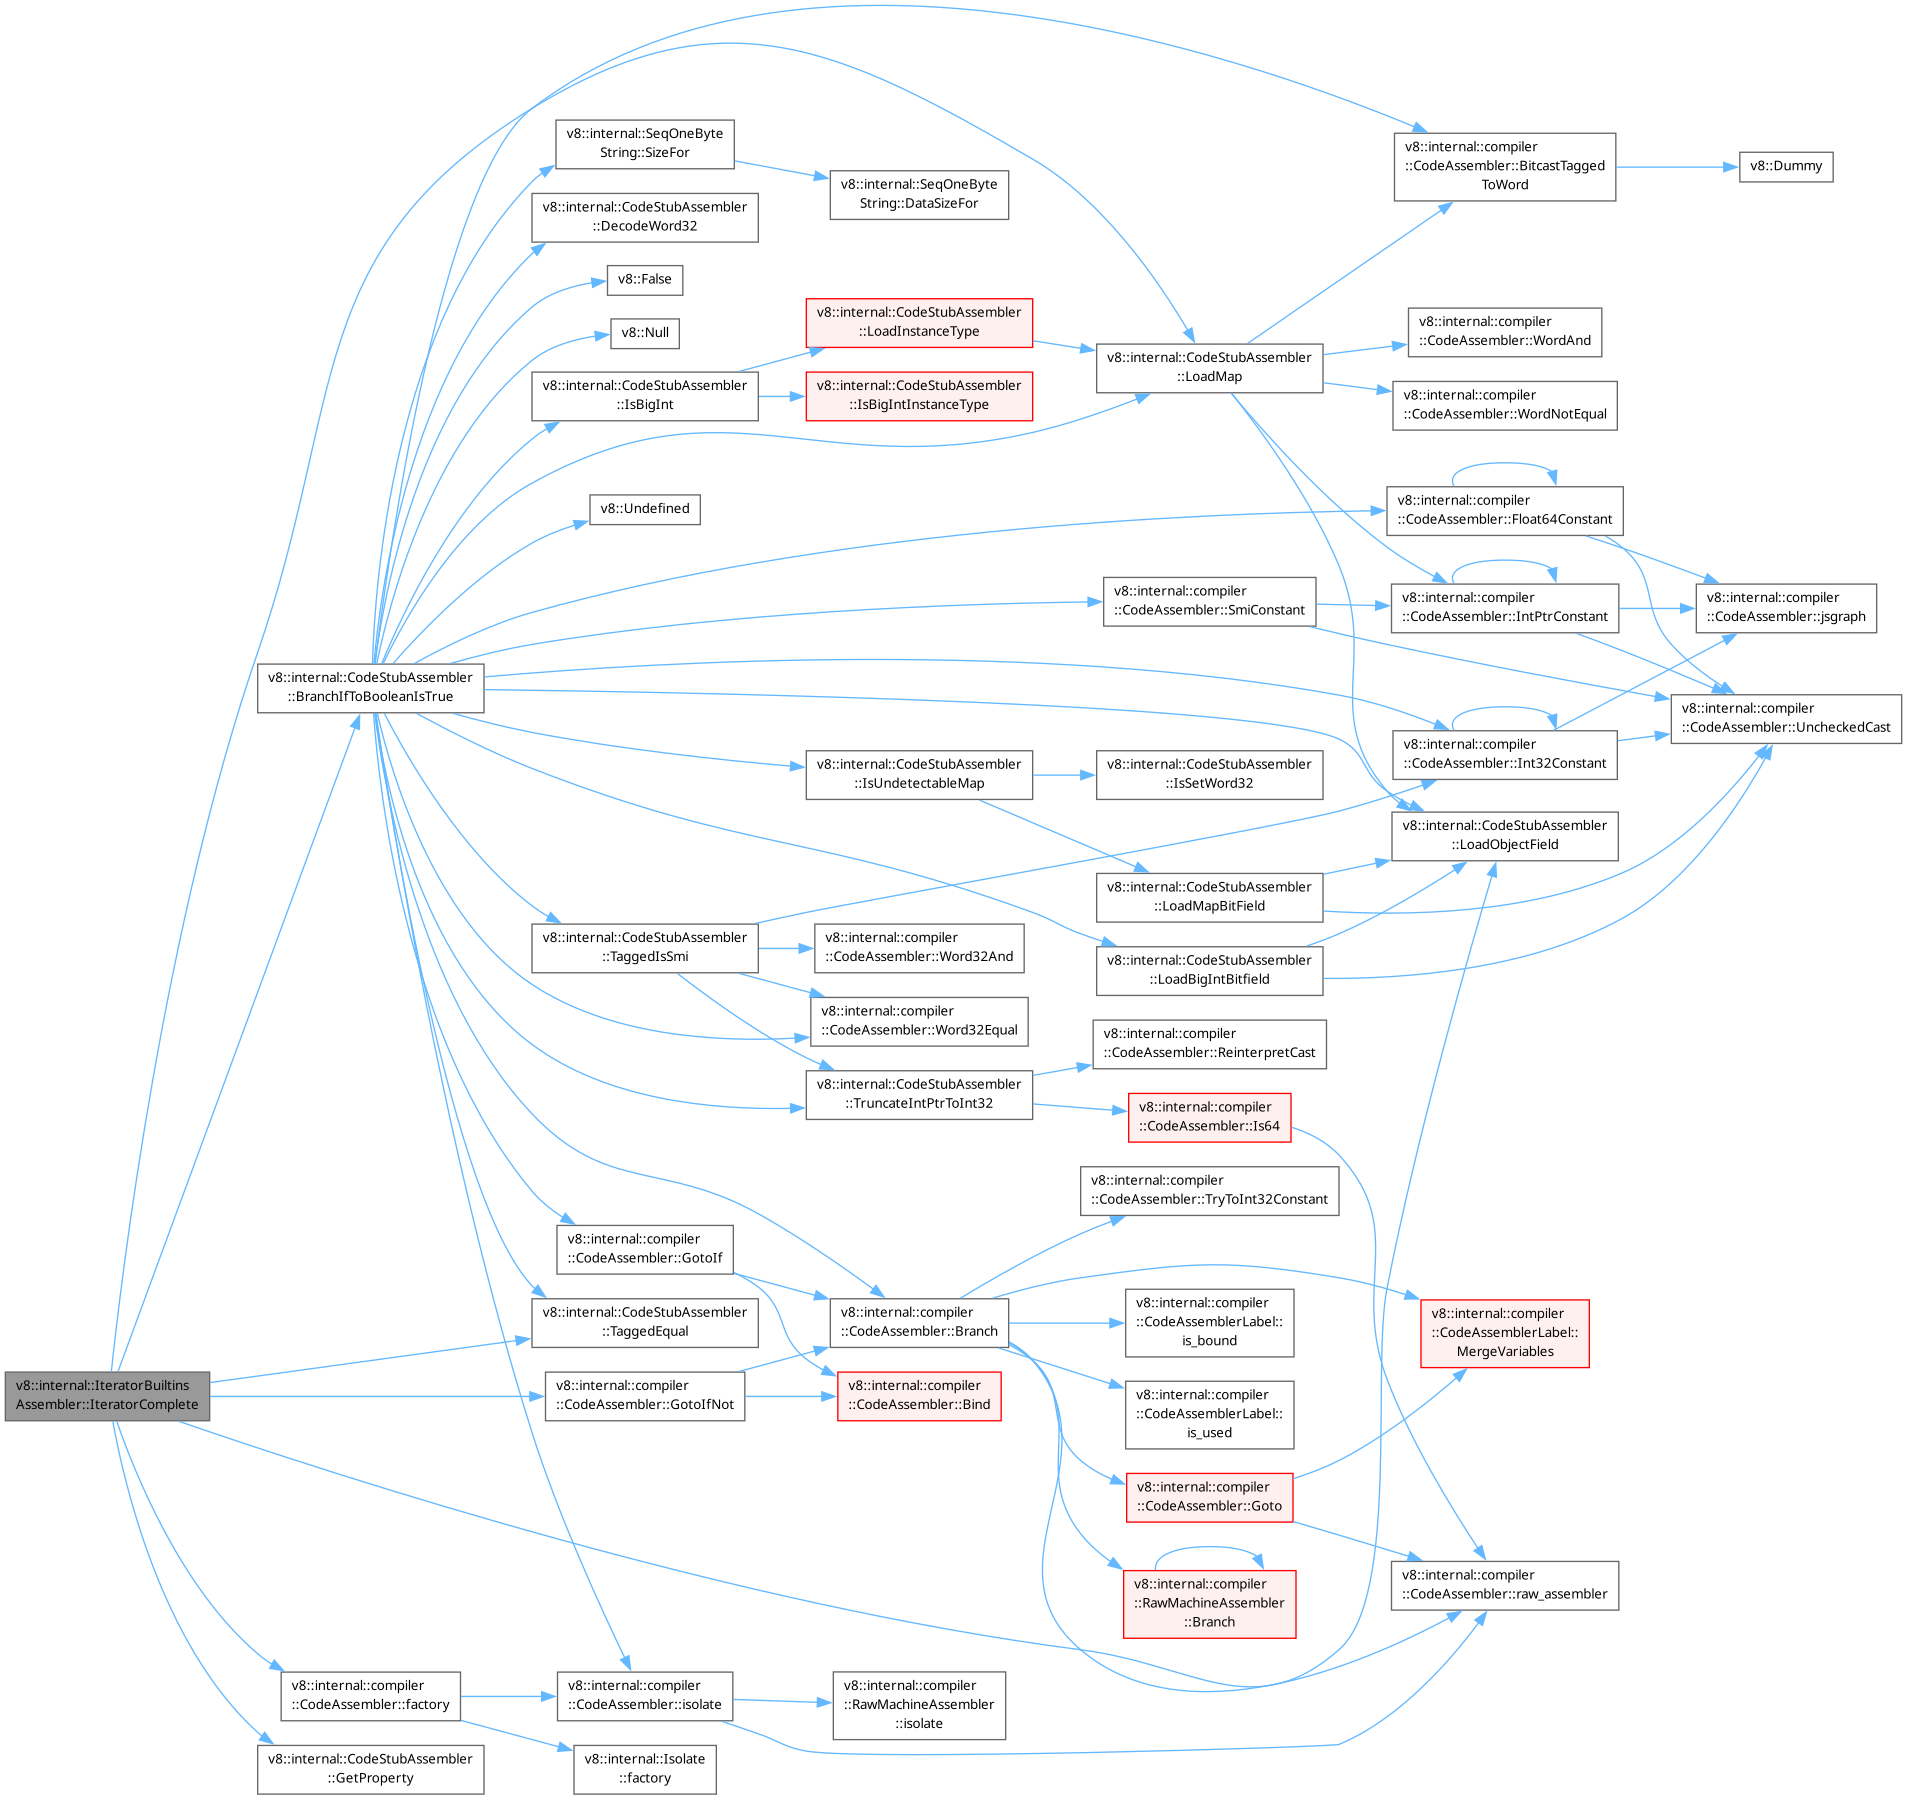 v8::internal::IteratorBuiltins
Assembler::IteratorComplete
v8::internal::CodeStubAssembler
::BranchIfToBooleanIsTrue
v8::internal::compiler
::CodeAssembler::factory
v8::internal::CodeStubAssembler
::GetProperty
v8::internal::SeqOneByte
String::SizeFor
v8::internal::CodeStubAssembler
::DecodeWord32
v8::False
v8::Null
v8::internal::CodeStubAssembler
::IsBigInt
v8::Undefined
v8::internal::CodeStubAssembler
::TaggedIsSmi
v8::internal::compiler
::CodeAssembler::GotoIf
v8::internal::CodeStubAssembler
::TaggedEqual
v8::internal::compiler
::CodeAssembler::GotoIfNot
v8::internal::compiler
::CodeAssembler::isolate
v8::internal::Isolate
::factory
v8::internal::SeqOneByte
String::DataSizeFor
v8::internal::CodeStubAssembler
::LoadInstanceType
v8::internal::CodeStubAssembler
::IsBigIntInstanceType
v8::internal::CodeStubAssembler
::IsUndetectableMap
v8::internal::compiler
::CodeAssembler::Word32And
v8::internal::compiler
::CodeAssembler::Word32Equal
v8::internal::CodeStubAssembler
::TruncateIntPtrToInt32
v8::internal::compiler
::CodeAssembler::Branch
v8::internal::compiler
::CodeAssembler::Bind
v8::internal::compiler
::RawMachineAssembler
::isolate
v8::internal::CodeStubAssembler
::LoadMap
v8::internal::compiler
::CodeAssembler::SmiConstant
v8::internal::CodeStubAssembler
::IsSetWord32
v8::internal::CodeStubAssembler
::LoadMapBitField
v8::internal::CodeStubAssembler
::LoadBigIntBitfield
v8::internal::compiler
::CodeAssembler::ReinterpretCast
v8::internal::compiler
::CodeAssembler::Is64
v8::internal::compiler
::CodeAssembler::TryToInt32Constant
v8::internal::compiler
::CodeAssemblerLabel::
is_bound
v8::internal::compiler
::CodeAssemblerLabel::
is_used
v8::internal::compiler
::CodeAssembler::Goto
v8::internal::compiler
::RawMachineAssembler
::Branch
v8::internal::compiler
::CodeAssembler::BitcastTagged
ToWord
v8::internal::compiler
::CodeAssembler::WordAnd
v8::internal::compiler
::CodeAssembler::WordNotEqual
v8::internal::compiler
::CodeAssembler::Float64Constant
v8::internal::compiler
::CodeAssembler::IntPtrConstant
v8::internal::compiler
::CodeAssembler::Int32Constant
v8::internal::CodeStubAssembler
::LoadObjectField
v8::internal::compiler
::CodeAssemblerLabel::
MergeVariables
v8::internal::compiler
::CodeAssembler::raw_assembler
v8::Dummy
v8::internal::compiler
::CodeAssembler::jsgraph
v8::internal::compiler
::CodeAssembler::UncheckedCast